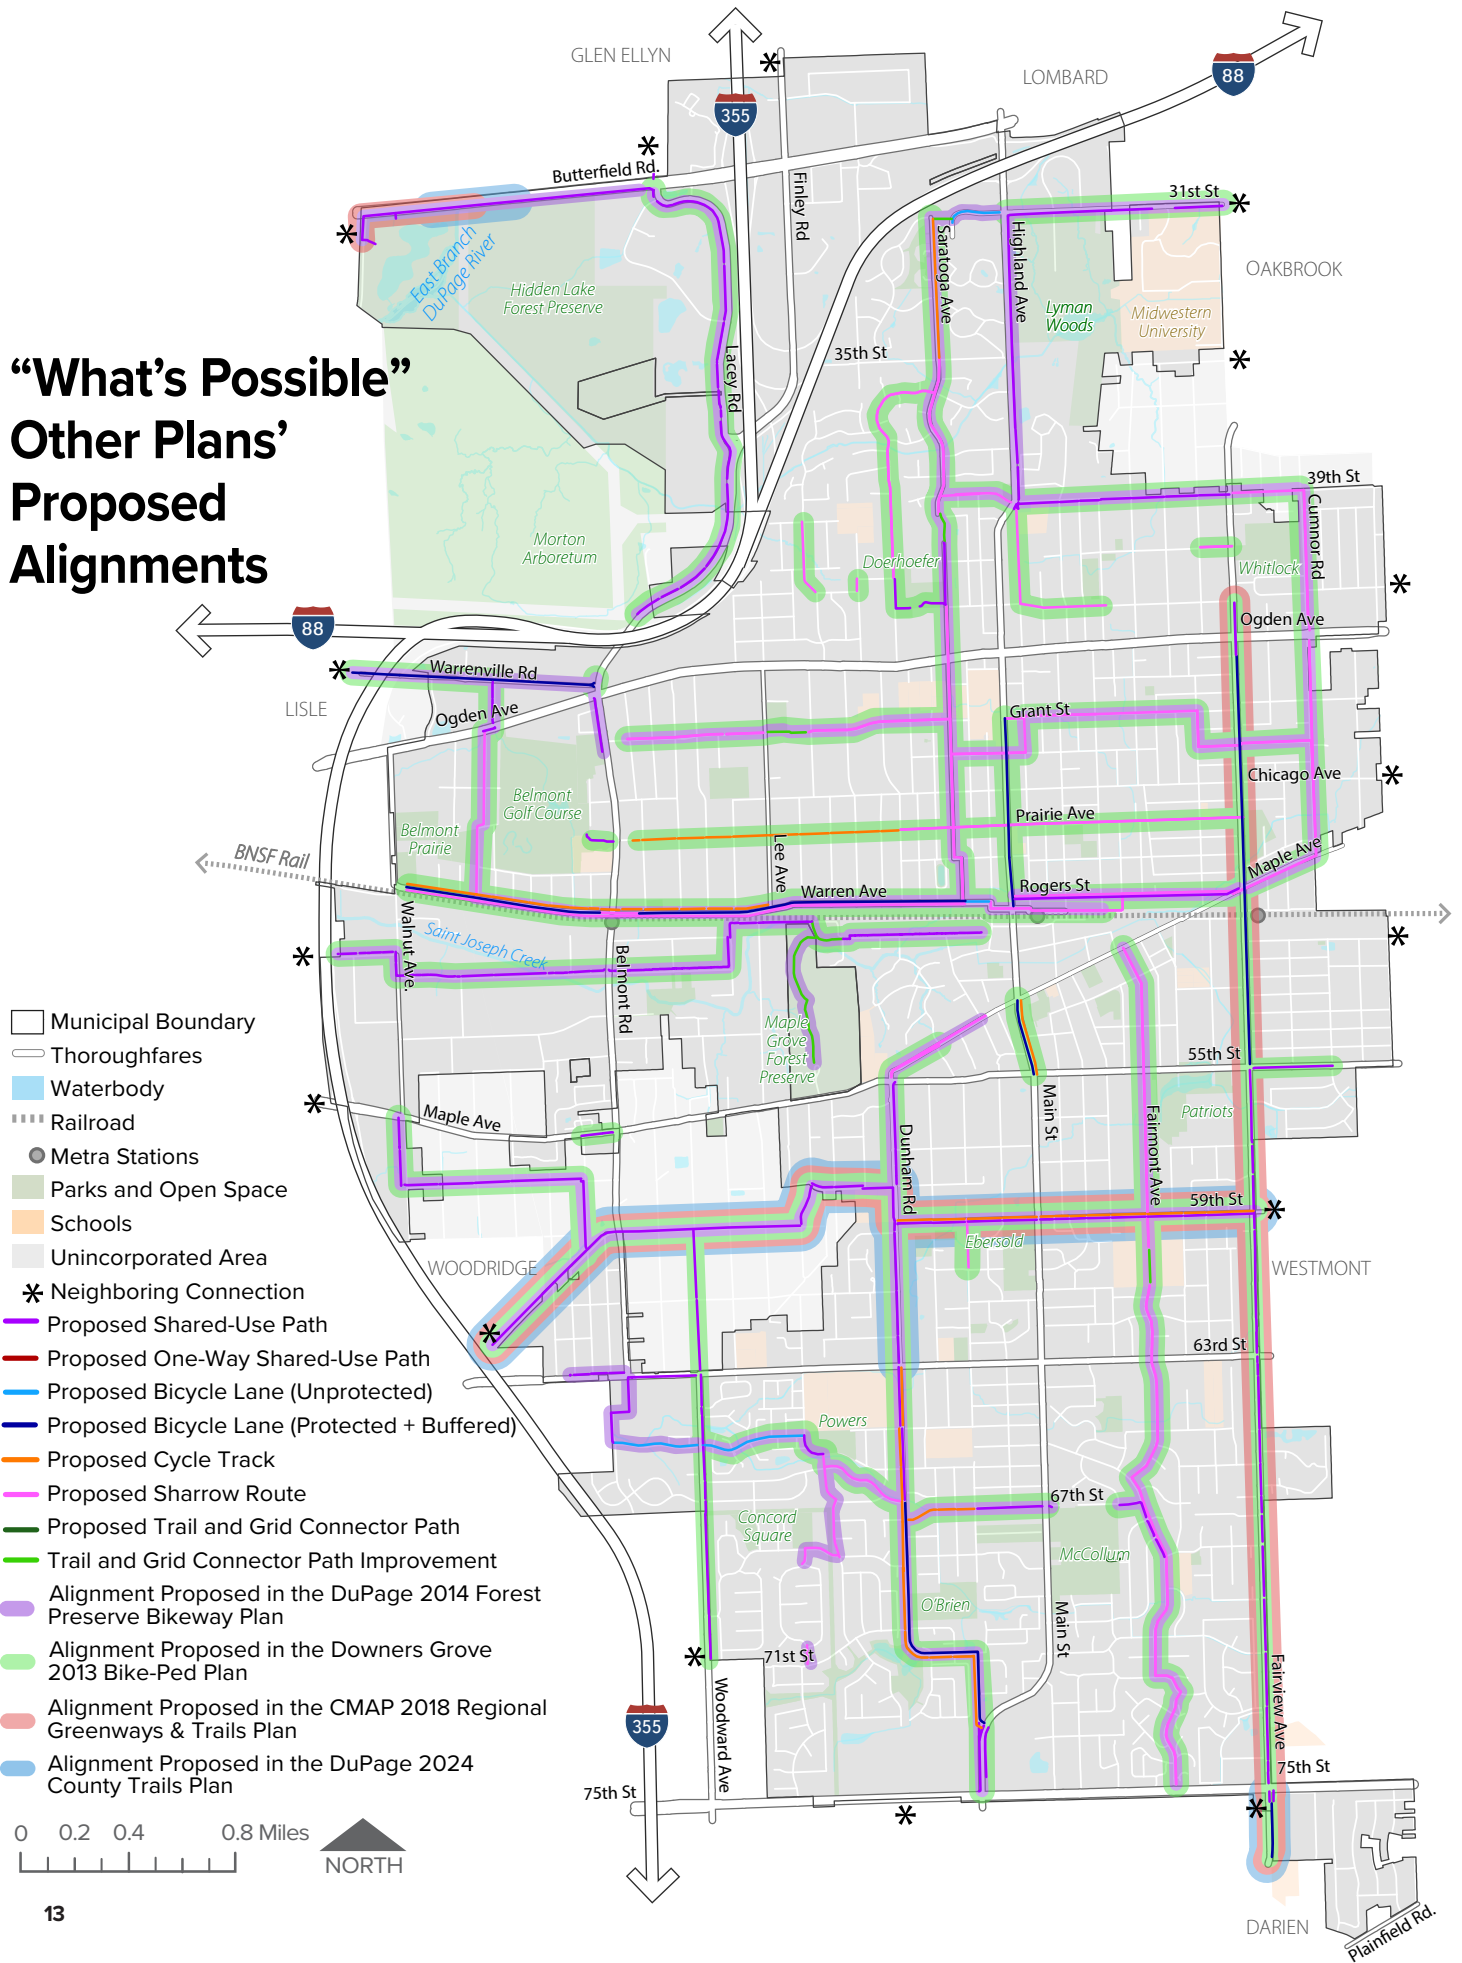 “What’s Possible”
Other Plans’
Proposed
Alignments
GLEN ELLYN
LOMBARD
88
355
Butterfield Rd.
Finley Rd
31st St
OAKBROOK
East Branch
DuPage River
Hidden Lake
Forest Preserve
Saratoga Ave
Highland Ave
Lyman
Woods
Midwestern
University
35th St
Lacey Rd
39th St
Cumnor Rd
Morton
Arboretum
Doerhoefer
Whitlock
88
Ogden Ave
Warrenville Rd
LISLE
Ogden Ave
Grant St
Chicago Ave
Belmont
Golf Course
Belmont
Prairie
Prairie Ave
BNSF Rail
Lee Ave
Maple Ave
Warren Ave
Rogers St
Walnut Ave.
Saint Joseph Creek
Belmont Rd
Maple
Grove
Forest
Preserve
55th St
Maple Ave
Main St
Patriots
Fairmont Ave
Dunham Rd
59th St
Ebersold
WOODRIDGE
WESTMONT
63rd St
Powers
67th St
Concord
Square
McCollum
O'Brien
Main St
71st St
Woodward Ave
Fairview Ave
355
75th St
75th St
DARIEN
Plainfield Rd.
Municipal Boundary
Thoroughfares
Waterbody
Railroad
Metra Stations
Parks and Open Space
Schools
Unincorporated Area
Neighboring Connection
Proposed Shared-Use Path
Proposed One-Way Shared-Use Path
Proposed Bicycle Lane (Unprotected)
Proposed Bicycle Lane (Protected + Buffered)
Proposed Cycle Track
Proposed Sharrow Route
Proposed Trail and Grid Connector Path
Trail and Grid Connector Path Improvement
Alignment Proposed in the DuPage 2014 Forest
Preserve Bikeway Plan
Alignment Proposed in the Downers Grove
2013 Bike-Ped Plan
Alignment Proposed in the CMAP 2018 Regional
Greenways & Trails Plan
Alignment Proposed in the DuPage 2024
County Trails Plan
0 0.2 0.4 0.8 Miles
NORTH
13